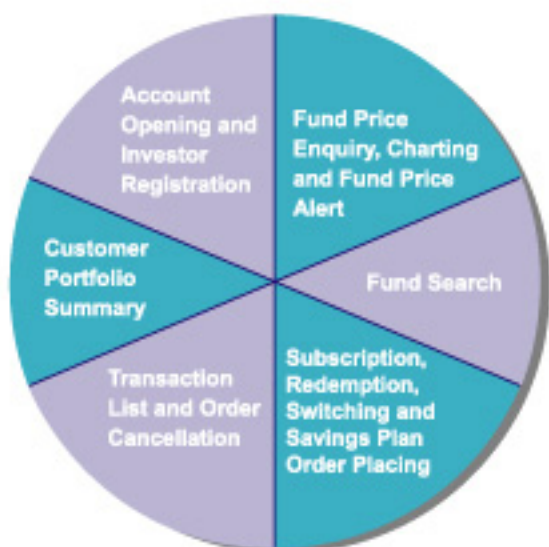 Account
Opening and
Investor
Registration
Fund Price
Enquiry, Charting
and Fund Price
Alert
Customer
Portfolio
Summary
Fund Search
Transaction
List and Order
Cancellation
Subscription,
Redemption,
Switching and
Savings Plan
Order Placing